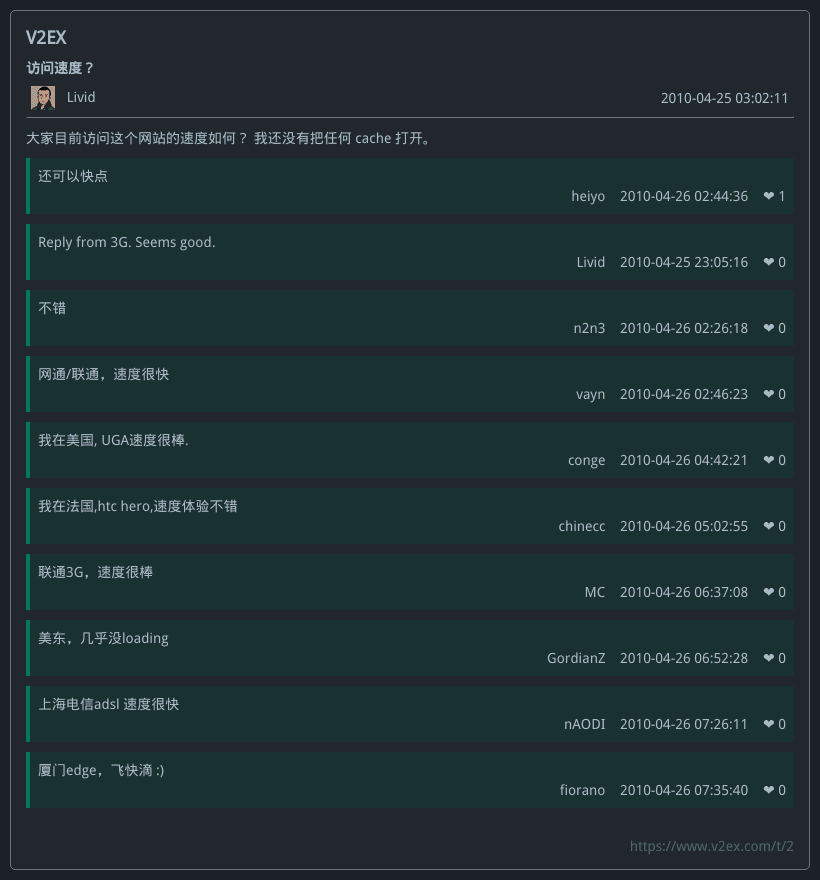 V2EX
访问速度？
Livid 2010-04-25 03:02:11
大家目前访问这个网站的速度如何？ 我还没有把任何 cache 打开。
还可以快点
heiyo 2010-04-26 02:44:36 ❤ 1
Reply from 3G. Seems good.
Livid 2010-04-25 23:05:16 ❤ 0
不错
n2n3 2010-04-26 02:26:18 ❤ 0
网通/联通，速度很快
vayn 2010-04-26 02:46:23 ❤ 0
我在美国, UGA速度很棒.
conge 2010-04-26 04:42:21 ❤ 0
我在法国,htc hero,速度体验不错
chinecc 2010-04-26 05:02:55 ❤ 0
联通3G，速度很棒
MC 2010-04-26 06:37:08 ❤ 0
美东，几乎没loading
GordianZ 2010-04-26 06:52:28 ❤ 0
上海电信adsl 速度很快
nAODI 2010-04-26 07:26:11 ❤ 0
厦门edge，飞快滴 :)
fiorano 2010-04-26 07:35:40 ❤ 0
https://www.v2ex.com/t/2